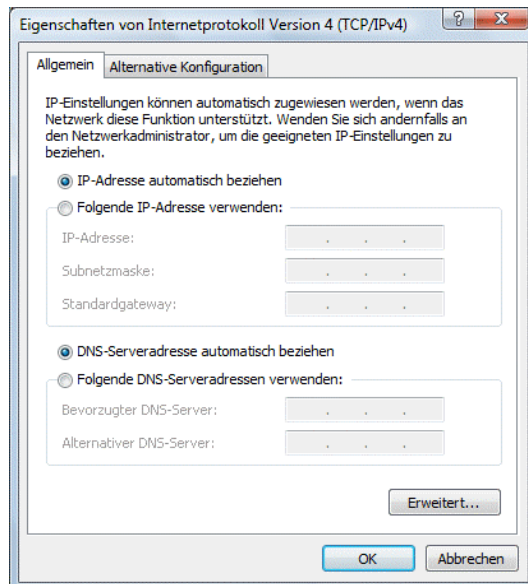 Eigenschaften von Internetprotokoll Version 4 (TCP/IPv4)
Allgemein
Alternative Konfiguration
IP-Einstellungen können automatisch zugewiesen werden, wenn das
Netzwerk diese Funktion unterstützt. Wenden Sie sich andernfalls an
den Netzwerkadministrator, um die geeigneten IP-Einstellungen zu
beziehen.
IP-Adresse automatisch beziehen
Folgende IP-Adresse verwenden:
IP-Adresse:
Subnetzmaske:
Standardgateway:
DNS-Serveradresse automatisch beziehen
Folgende DNS-Serveradressen verwenden:
Bevorzugter DNS-Server:
Alternativer DNS-Server:
Erweitert...
OK
Abbrechen